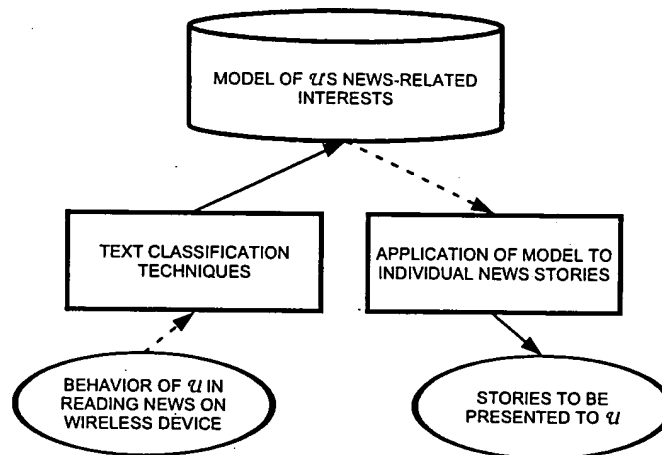 MODEL OF 𝒰'S NEWS-RELATED
INTERESTS
TEXT CLASSIFICATION
TECHNIQUES
APPLICATION OF MODEL TO
INDIVIDUAL NEWS STORIES
BEHAVIOR OF 𝒰 IN
READING NEWS ON
WIRELESS DEVICE
STORIES TO BE
PRESENTED TO 𝒰